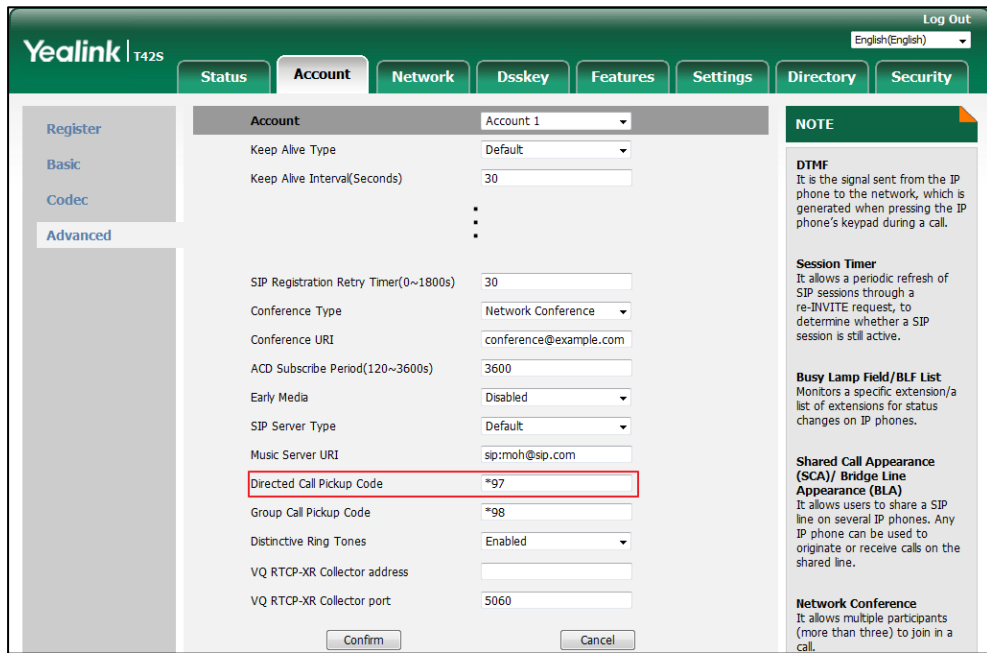 Log Out
Yealink T42S
English(English)
Status
Account
Network
Dsskey
Features
Settings
Directory
Security
Register
Basic
Codec
Advanced
Account
Account 1
Keep Alive Type
Default
Keep Alive Interval(Seconds)
30
SIP Registration Retry Timer(0~1800s)
30
Conference Type
Network Conference
Conference URI
conference@example.com
ACD Subscribe Period(120~3600s)
3600
Early Media
Disabled
SIP Server Type
Default
Music Server URI
sip:moh@sip.com
Directed Call Pickup Code
*97
Group Call Pickup Code
*98
Distinctive Ring Tones
Enabled
VQ RTCP-XR Collector address
VQ RTCP-XR Collector port
5060
Confirm
Cancel
NOTE
DTMF
It is the signal sent from the IP
phone to the network, which is
generated when pressing the IP
phone's keypad during a call.
Session Timer
It allows a periodic refresh of
SIP sessions through a
re-INVITE request, to
determine whether a SIP
session is still active.
Busy Lamp Field/BLF List
Monitors a specific extension/a
list of extensions for status
changes on IP phones.
Shared Call Appearance
(SCA)/ Bridge Line
Appearance (BLA)
It allows users to share a SIP
line on several IP phones. Any
IP phone can be used to
originate or receive calls on the
shared line.
Network Conference
It allows multiple participants
(more than three) to join in a
call.